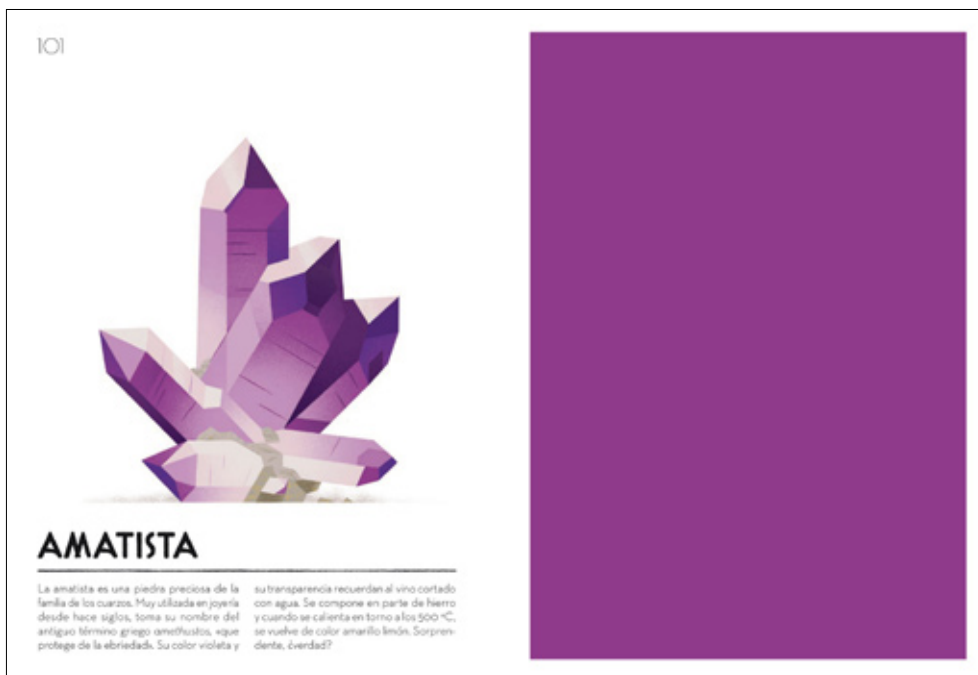 101
AMATISTA
La amatista es una piedra preciosa de la
familia de los cuarzos. Muy utilizada en joyería
desde hace siglos, toma su nombre del
antiguo término griego amethustos, «que
protege de la ebriedad». Su color violeta y
su transparencia recuerdan al vino cortado
con agua. Se compone en parte de hierro
y cuando se calienta en torno a los 500 ºC,
se vuelve de color amarillo limón. Sorpren-
dente, ¿verdad?